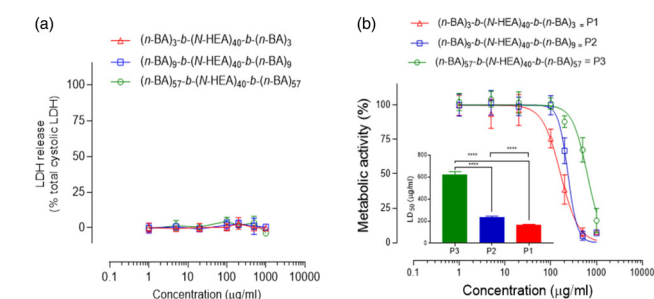 (a)
(n-BA)3-b-(N-HEA)40-b-(n-BA)3
(n-BA)9-b-(N-HEA)40-b-(n-BA)9
(n-BA)57-b-(N-HEA)40-b-(n-BA)57
LDH release
(% total cystolic LDH)
100
75
50
25
0
0.1 1 10 100 1000 10000
Concentration (µg/ml)
(b)
(n-BA)3-b-(N-HEA)40-b-(n-BA)3 = P1
(n-BA)9-b-(N-HEA)40-b-(n-BA)9 = P2
(n-BA)57-b-(N-HEA)40-b-(n-BA)57 = P3
Metabolic activity (%)
125
100
75
50
25
0
LD50 (µg/ml)
800
600
400
200
0
****
****
****
P3 P2 P1
0.1 1 10 100 1000 10000
Concentration (µg/ml)